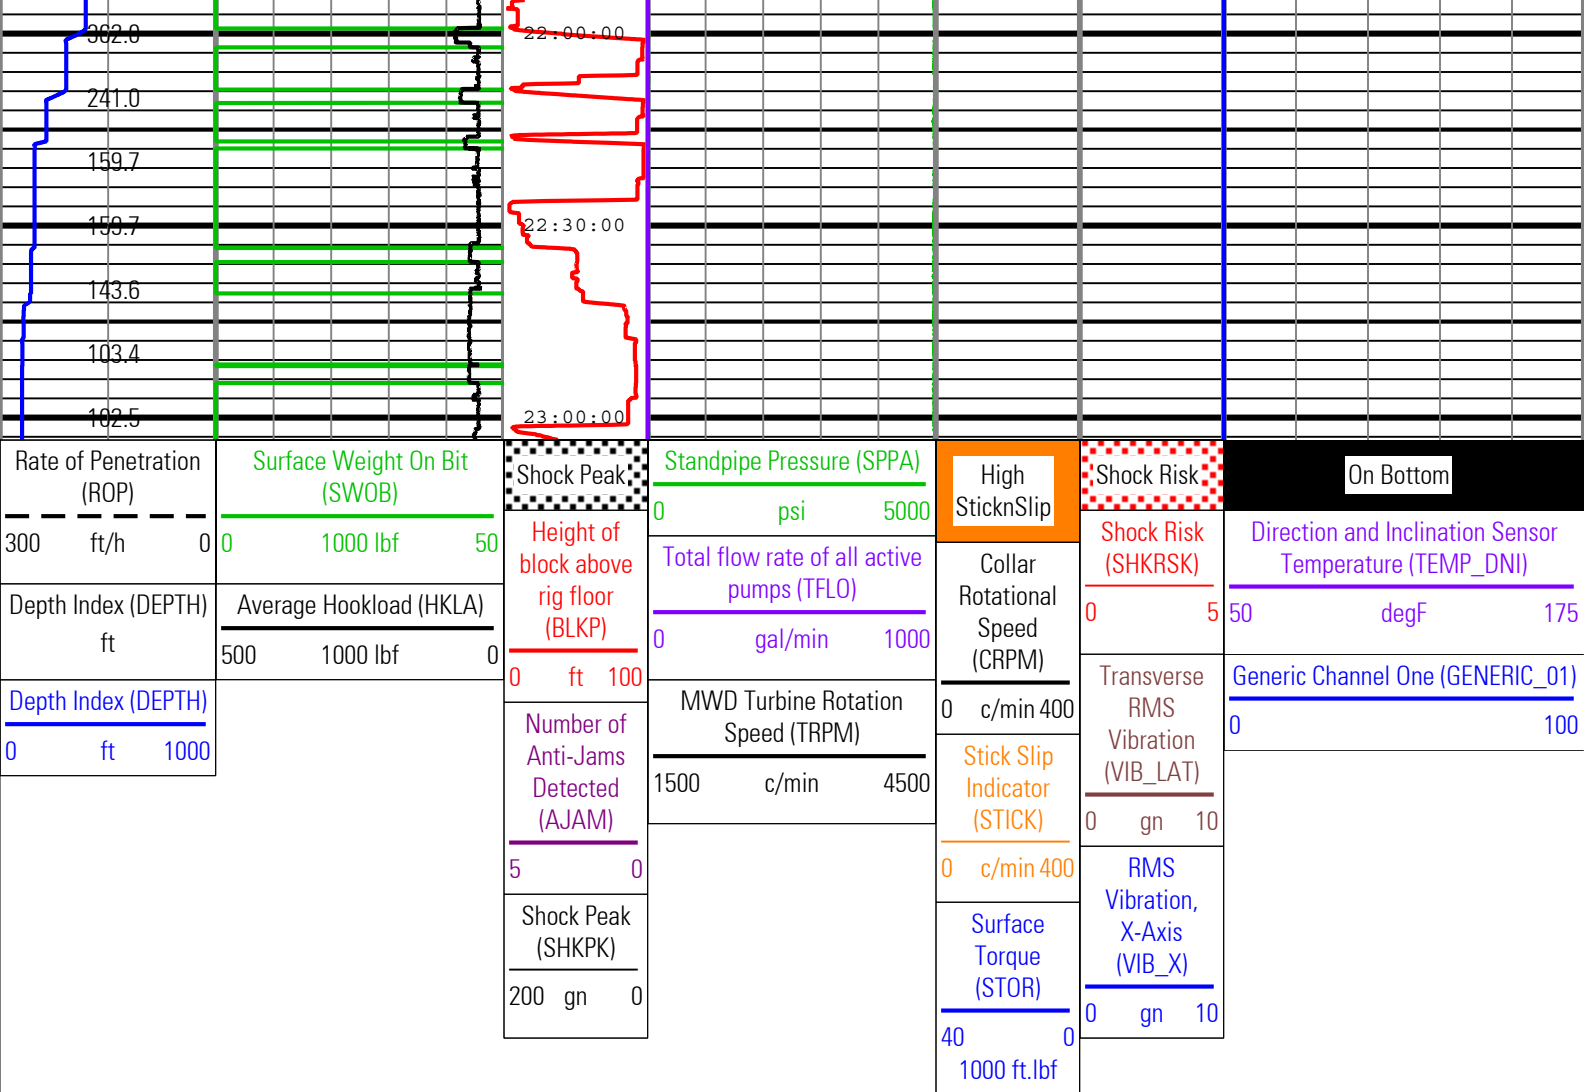 302.0
22:00:00
241.0
159.7
159.7
22:30:00
143.6
103.4
102.5
23:00:00
Rate of Penetration
(ROP)
300 ft/h 0
Depth Index (DEPTH)
ft
Depth Index (DEPTH)
0 ft 1000
Surface Weight On Bit
(SWOB)
0 1000 lbf 50
Average Hookload (HKLA)
500 1000 lbf 0
Shock Peak
Height of
block above
rig floor
(BLKP)
0 ft 100
Number of
Anti-Jams
Detected
(AJAM)
5 0
Shock Peak
(SHKPK)
200 gn 0
Standpipe Pressure (SPPA)
0 psi 5000
Total flow rate of all active
pumps (TFLO)
0 gal/min 1000
MWD Turbine Rotation
Speed (TRPM)
1500 c/min 4500
High
SticknSlip
Collar
Rotational
Speed
(CRPM)
0 c/min 400
Stick Slip
Indicator
(STICK)
0 c/min 400
Surface
Torque
(STOR)
40 0
1000 ft.lbf
Shock Risk
Shock Risk
(SHKRSK)
0 5
Transverse
RMS
Vibration
(VIB_LAT)
0 gn 10
RMS
Vibration,
X-Axis
(VIB_X)
0 gn 10
On Bottom
Direction and Inclination Sensor
Temperature (TEMP_DNI)
50 degF 175
Generic Channel One (GENERIC_01)
0 100